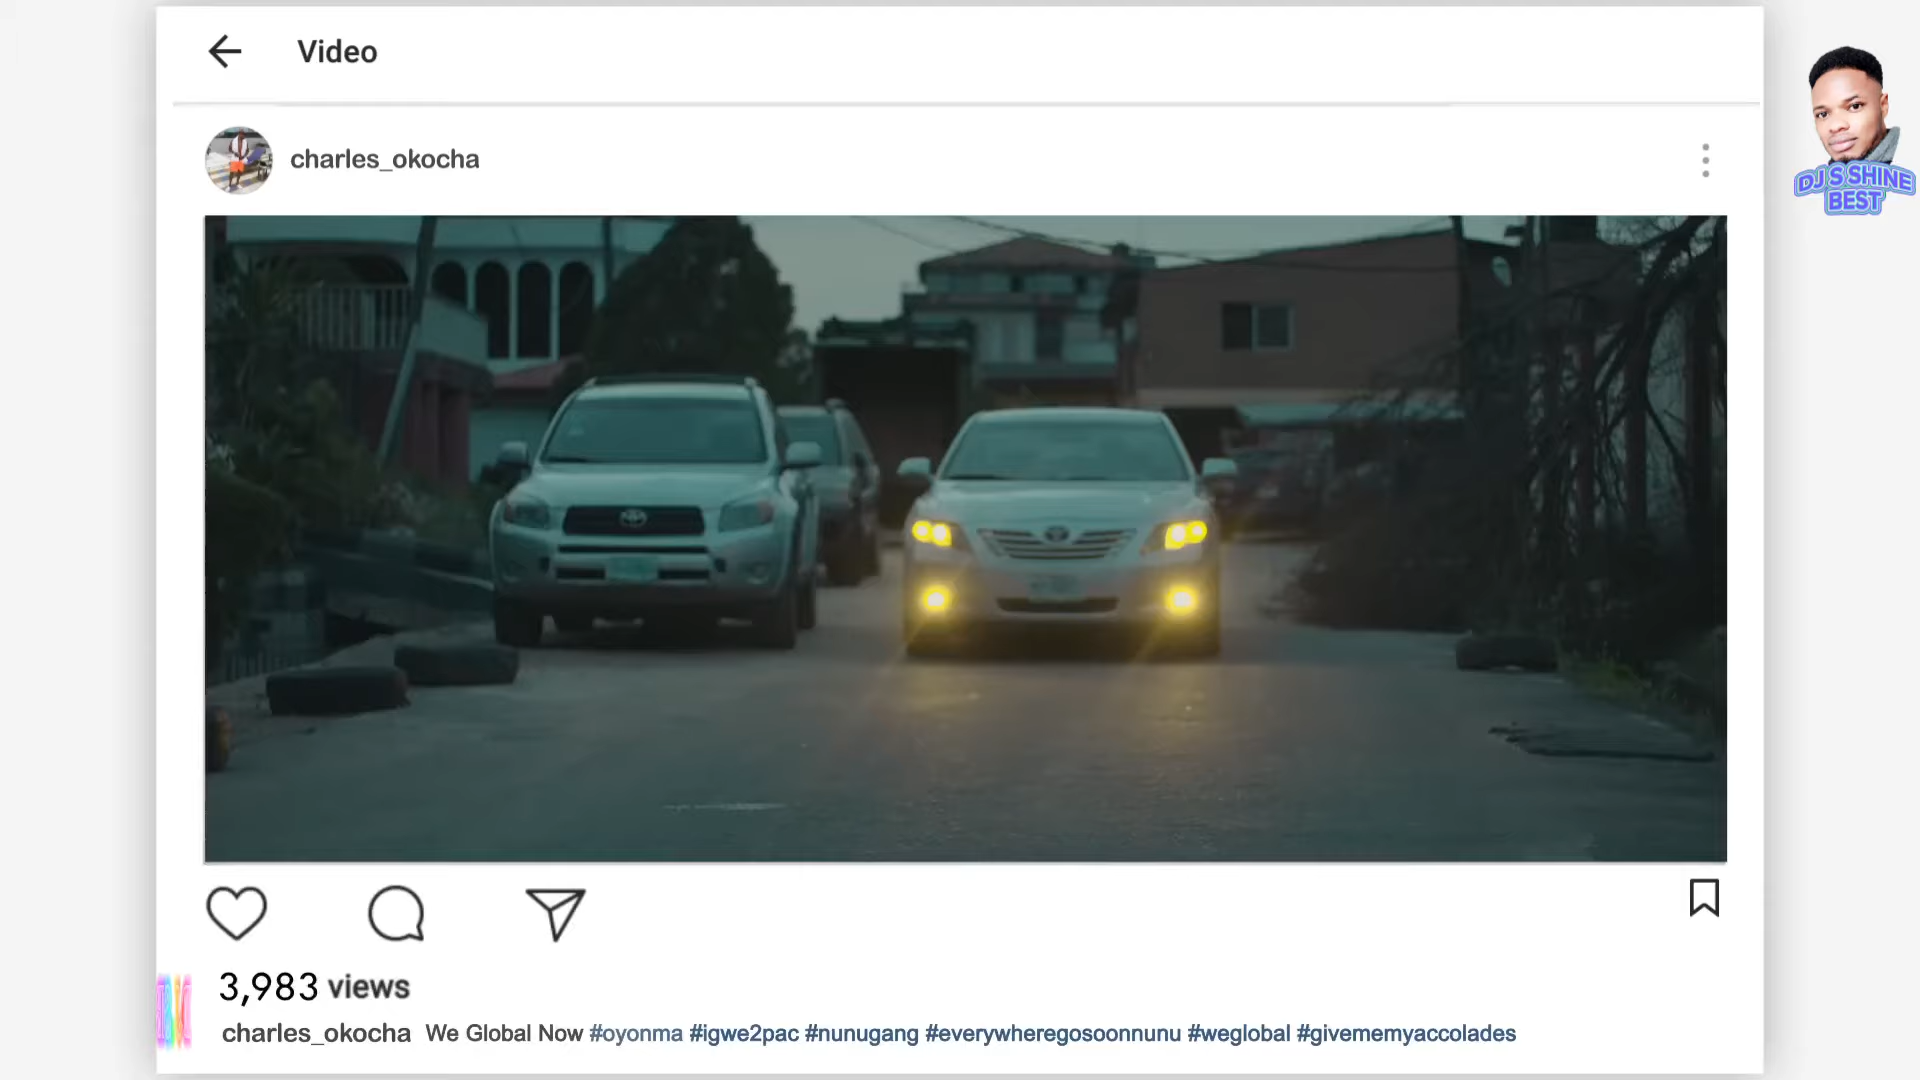 Video
charles_okocha
DJ S SHINE
BEST
3,983 views
charles_okocha We Global Now #oyonma #igwe2pac #nunugang #everywheregosoonnunu #weglobal #givememyaccolades